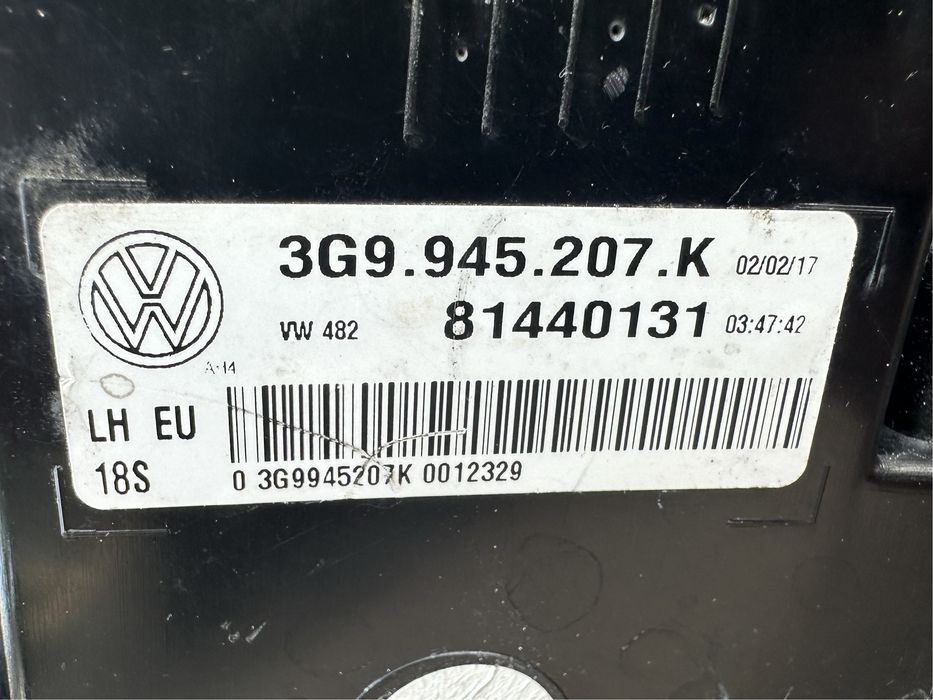 3G9.945.207.K 02/02/17
VW 482 81440131 03:47:42
A-14
LH EU
18S
0 3G9945207K 0012329